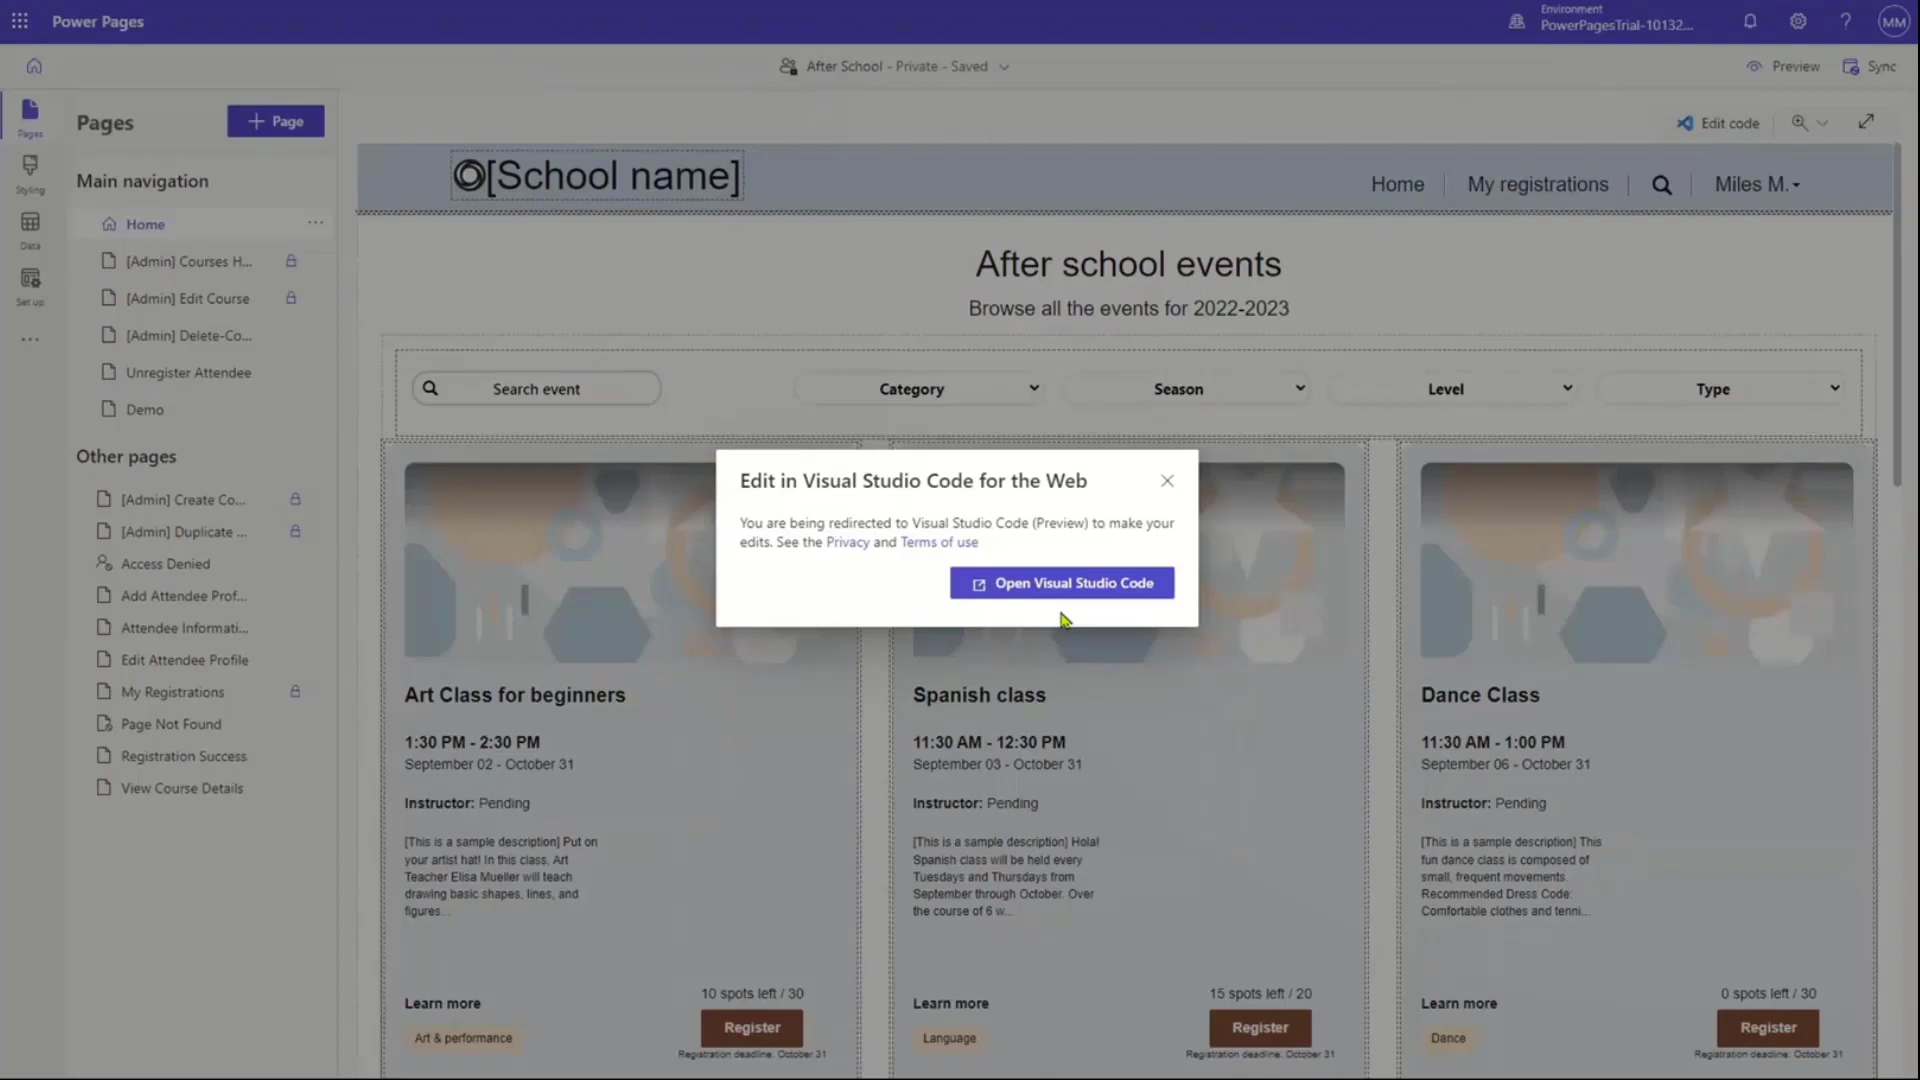 Power Pages
Environment
PowerPagesTrial-10132...
MM
After School - Private - Saved
Preview
Sync
Pages
Styling
Data
Set up
Pages
+ Page
Main navigation
Home
[Admin] Courses H...
[Admin] Edit Course
[Admin] Delete-Co...
Unregister Attendee
Demo
Other pages
[Admin] Create Co...
[Admin] Duplicate ...
Access Denied
Add Attendee Prof...
Attendee Informati...
Edit Attendee Profile
My Registrations
Page Not Found
Registration Success
View Course Details
Edit code
[School name]
Home
My registrations
Miles M.
After school events
Browse all the events for 2022-2023
Search event
Category
Season
Level
Type
Edit in Visual Studio Code for the Web
You are being redirected to Visual Studio Code (Preview) to make your
edits. See the Privacy and Terms of use
Open Visual Studio Code
Art Class for beginners
1:30 PM - 2:30 PM
September 02 - October 31
Instructor: Pending
[This is a sample description] Put on
your artist hat! In this class, Art
Teacher Elisa Mueller will teach
drawing basic shapes, lines, and
figures...
Learn more
Art & performance
10 spots left / 30
Register
Registration deadline: October 31
Spanish class
11:30 AM - 12:30 PM
September 03 - October 31
Instructor: Pending
[This is a sample description] Hola!
Spanish class will be held every
Tuesdays and Thursdays from
September through October. Over
the course of 6 w...
Learn more
Language
15 spots left / 20
Register
Registration deadline: October 31
Dance Class
11:30 AM - 1:00 PM
September 06 - October 31
Instructor: Pending
[This is a sample description] This
fun dance class is composed of
small, frequent movements.
Recommended Dress Code:
Comfortable clothes and tenni...
Learn more
Dance
0 spots left / 30
Register
Registration deadline: October 31